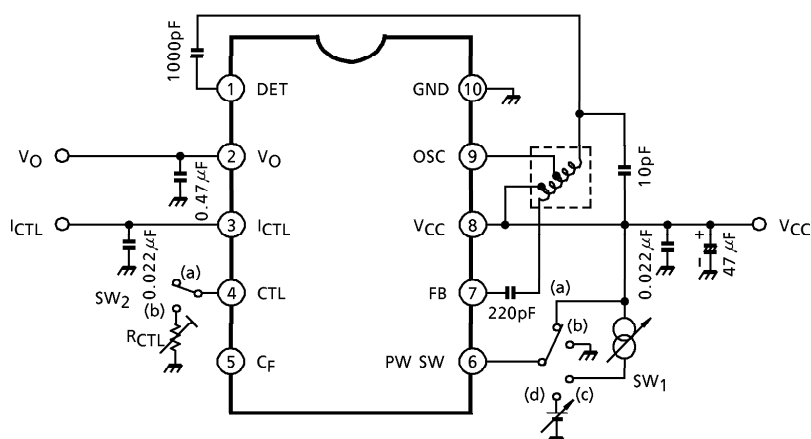 1000pF
1 DET
GND 10
VO
2 VO
OSC 9
0.47μF
10pF
ICTL
3 ICTL
VCC 8
VCC
0.022μF
0.022μF
+
47μF
SW2
(a)
(b)
4 CTL
FB 7
220pF
(a)
(b)
RCTL
5 CF
PW SW 6
SW1
(d)
(c)